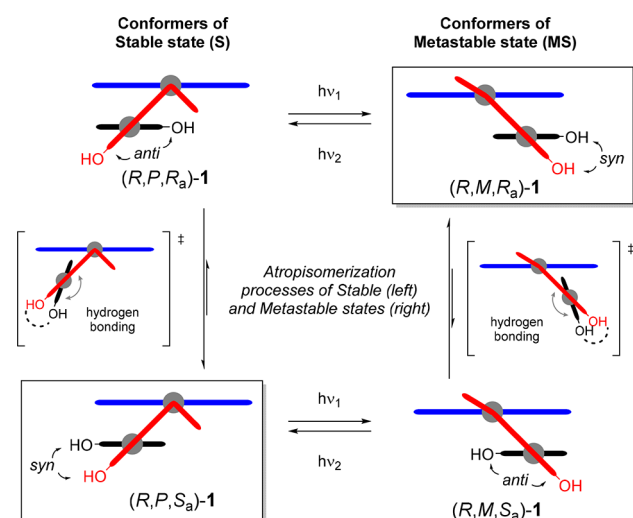 Conformers of
Stable state (S)
Conformers of
Metastable state (MS)
hν1
hν2
OH
HO
anti
(R,P,Ra)-1
OH
syn
OH
(R,M,Ra)-1
‡
HO
OH
hydrogen
bonding
Atropisomerization
processes of Stable (left)
and Metastable states (right)
‡
hydrogen
bonding
OH
OH
hν1
hν2
HO
syn
HO
(R,P,Sa)-1
HO
anti
OH
(R,M,Sa)-1